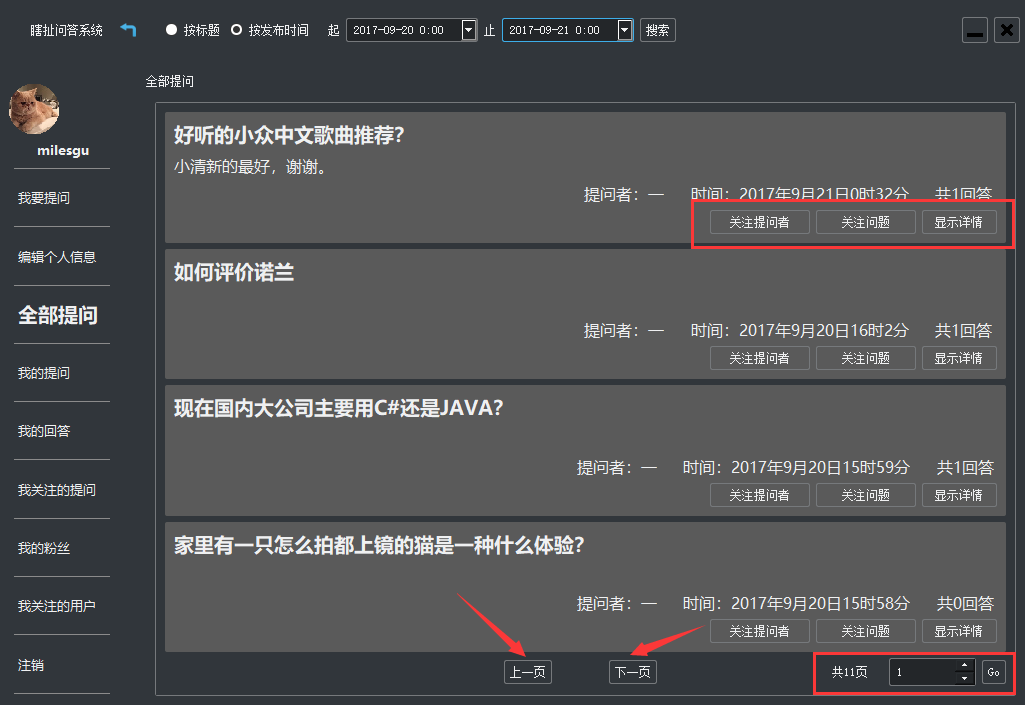 瞎扯问答系统 按标题 按发布时间 起 2017-09-20 0:00 止 2017-09-21 0:00 搜索
全部提问
milesgu
我要提问
编辑个人信息
全部提问
我的提问
我的回答
我关注的提问
我的粉丝
我关注的用户
注销
好听的小众中文歌曲推荐?
小清新的最好，谢谢。
提问者：一 时间：2017年9月21日0时32分 共1回答
关注提问者 关注问题 显示详情
如何评价诺兰
提问者：一 时间：2017年9月20日16时2分 共1回答
关注提问者 关注问题 显示详情
现在国内大公司主要用C#还是JAVA?
提问者：一 时间：2017年9月20日15时59分 共1回答
关注提问者 关注问题 显示详情
家里有一只怎么拍都上镜的猫是一种什么体验?
提问者：一 时间：2017年9月20日15时58分 共0回答
关注提问者 关注问题 显示详情
上一页 下一页 共11页 1 Go